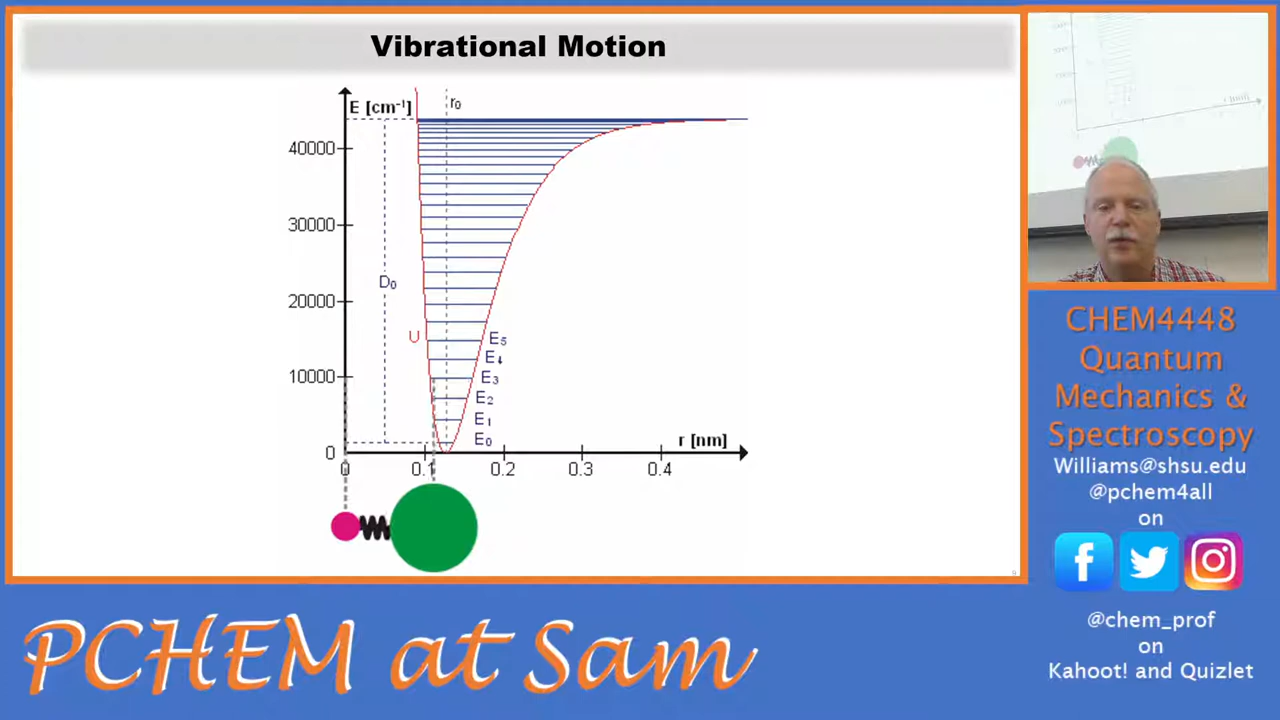 Vibrational Motion
E [cm⁻¹]
r₀
40000
30000
20000
10000
0
D₀
U
E₅
E₄
E₃
E₂
E₁
E₀
r [nm]
0
0.1
0.2
0.3
0.4
9
CHEM4448
Quantum
Mechanics &
Spectroscopy
Williams@shsu.edu
@pchem4all
on
@chem_prof
on
Kahoot! and Quizlet
PCHEM at Sam